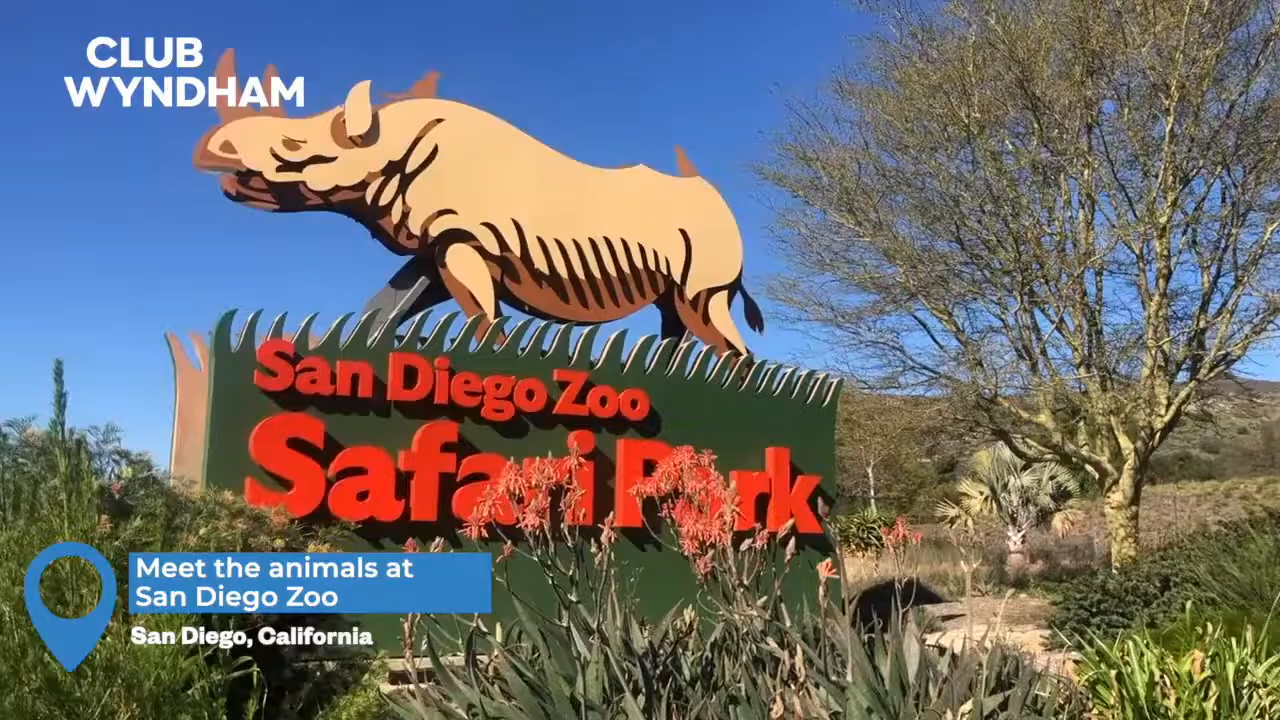 CLUB
WYNDHAM
San Diego Zoo
Safari Park
Meet the animals at
San Diego Zoo
San Diego, California